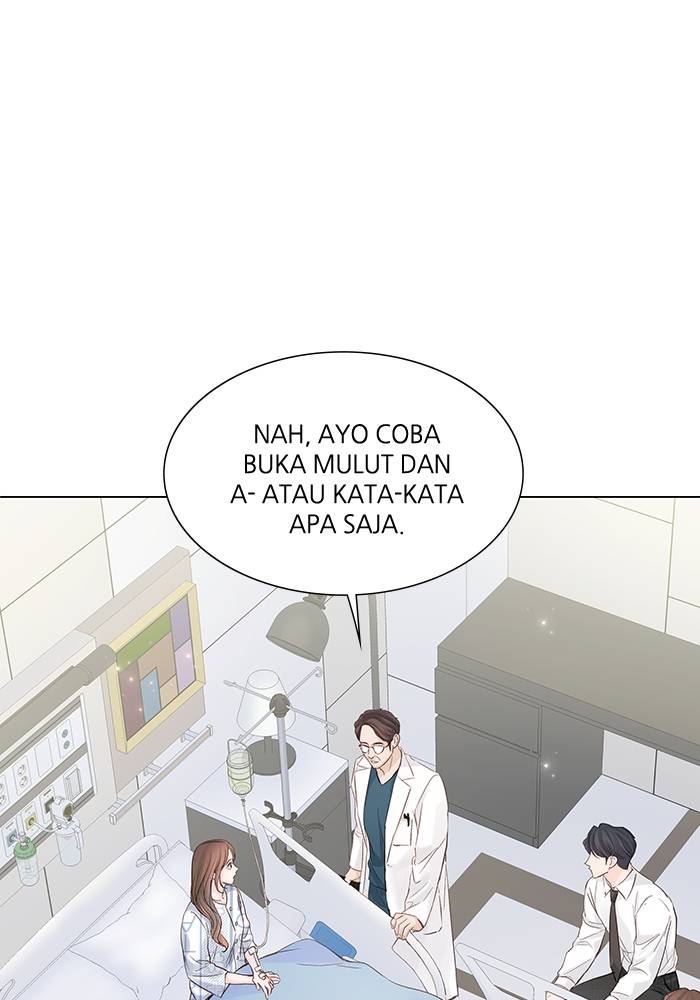 NAH, AYO COBA
BUKA MULUT DAN
A- ATAU KATA-KATA
APA SAJA.